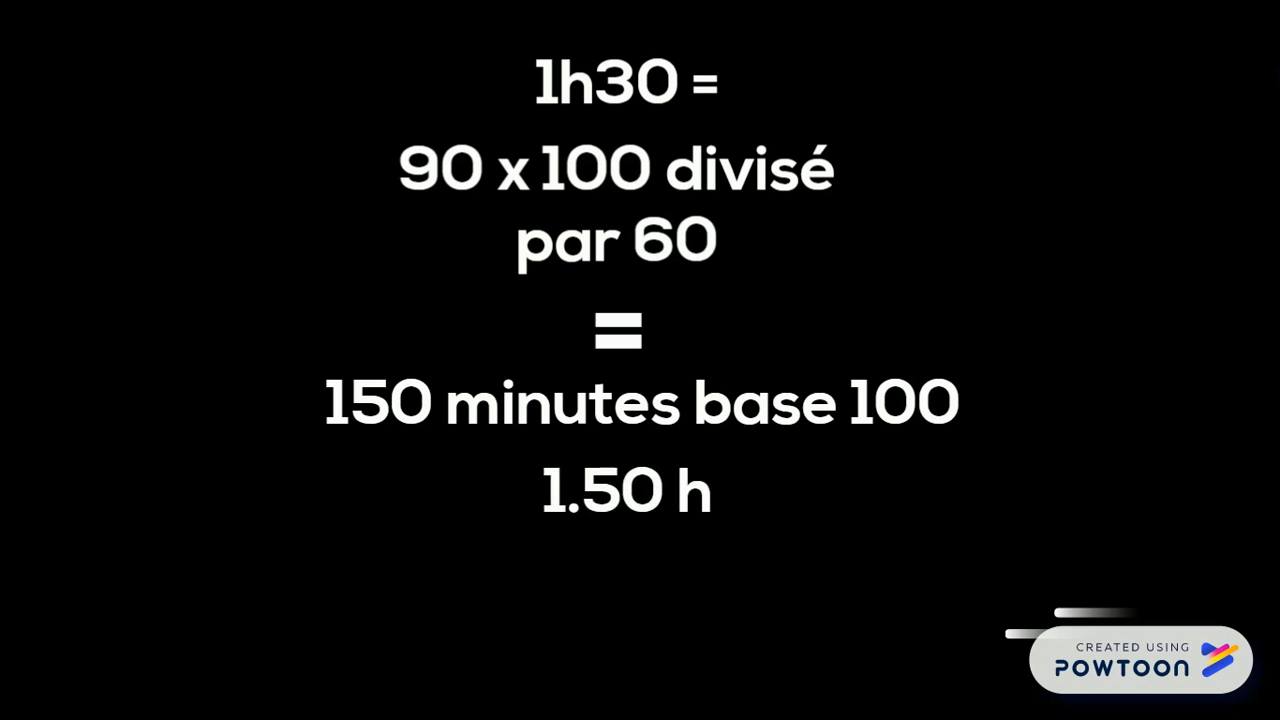 1h30 =
90 x 100 divisé
par 60
=
150 minutes base 100
1.50 h
CREATED USING
POWTOON